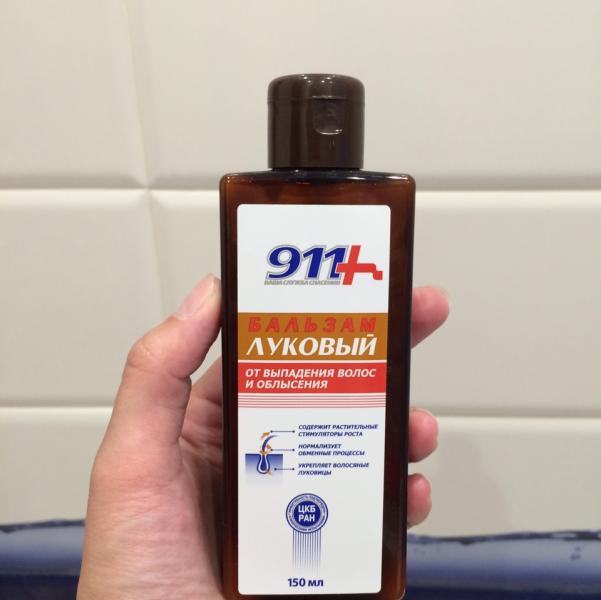 911+
ВАША СЛУЖБА СПАСЕНИЯ
БАЛЬЗАМ
ЛУКОВЫЙ
ОТ ВЫПАДЕНИЯ ВОЛОС
И ОБЛЫСЕНИЯ
СОДЕРЖИТ РАСТИТЕЛЬНЫЕ
СТИМУЛЯТОРЫ РОСТА
НОРМАЛИЗУЕТ
ОБМЕННЫЕ ПРОЦЕССЫ
УКРЕПЛЯЕТ ВОЛОСЯНЫЕ
ЛУКОВИЦЫ
ЦКБ
РАН
150 мл